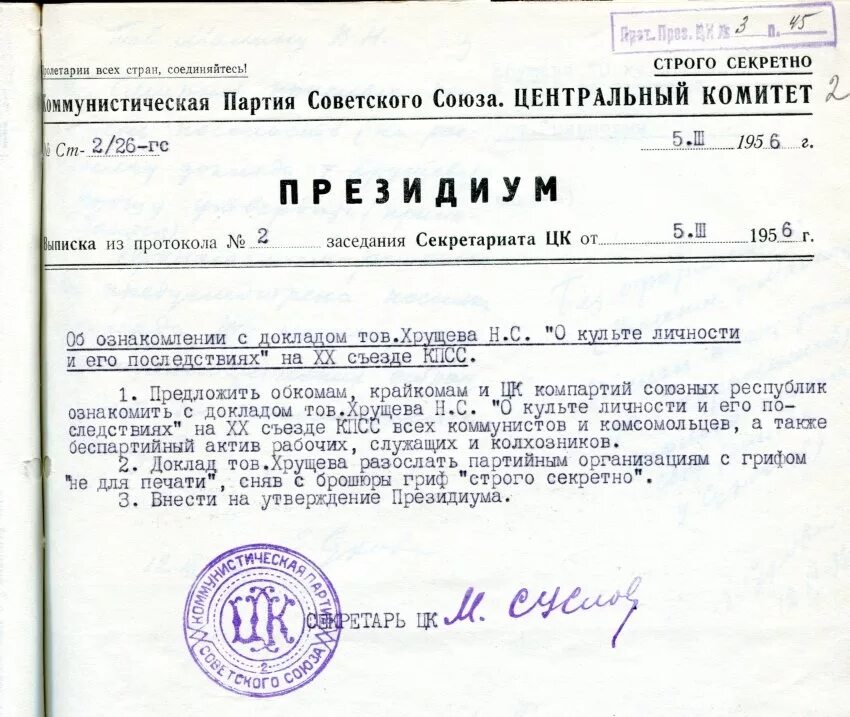 Прот. През. ЦК № 3 п. 45
Пролетарии всех стран, соединяйтесь!
СТРОГО СЕКРЕТНО
Коммунистическая Партия Советского Союза. ЦЕНТРАЛЬНЫЙ КОМИТЕТ
2
№ Ст- 2/26-гс 5.III 1956 г.
ПРЕЗИДИУМ
Выписка из протокола № 2 заседания Секретариата ЦК от 5.III 1956 г.
Об ознакомлении с докладом тов.Хрущева Н.С. "О культе личности
и его последствиях" на XX съезде КПСС.
1. Предложить обкомам, крайкомам и ЦК компартий союзных республик
ознакомить с докладом тов.Хрущева Н.С. "О культе личности и его по-
следствиях" на XX съезде КПСС всех коммунистов и комсомольцев, а также
беспартийный актив рабочих, служащих и колхозников.
2. Доклад тов.Хрущева разослать партийным организациям с грифом
"не для печати", сняв с брошюры гриф "строго секретно".
3. Внести на утверждение Президиума.
СЕКРЕТАРЬ ЦК М. Суслов
КОММУНИСТИЧЕСКАЯ ПАРТИЯ
ЦК
2
СОВЕТСКОГО СОЮЗА